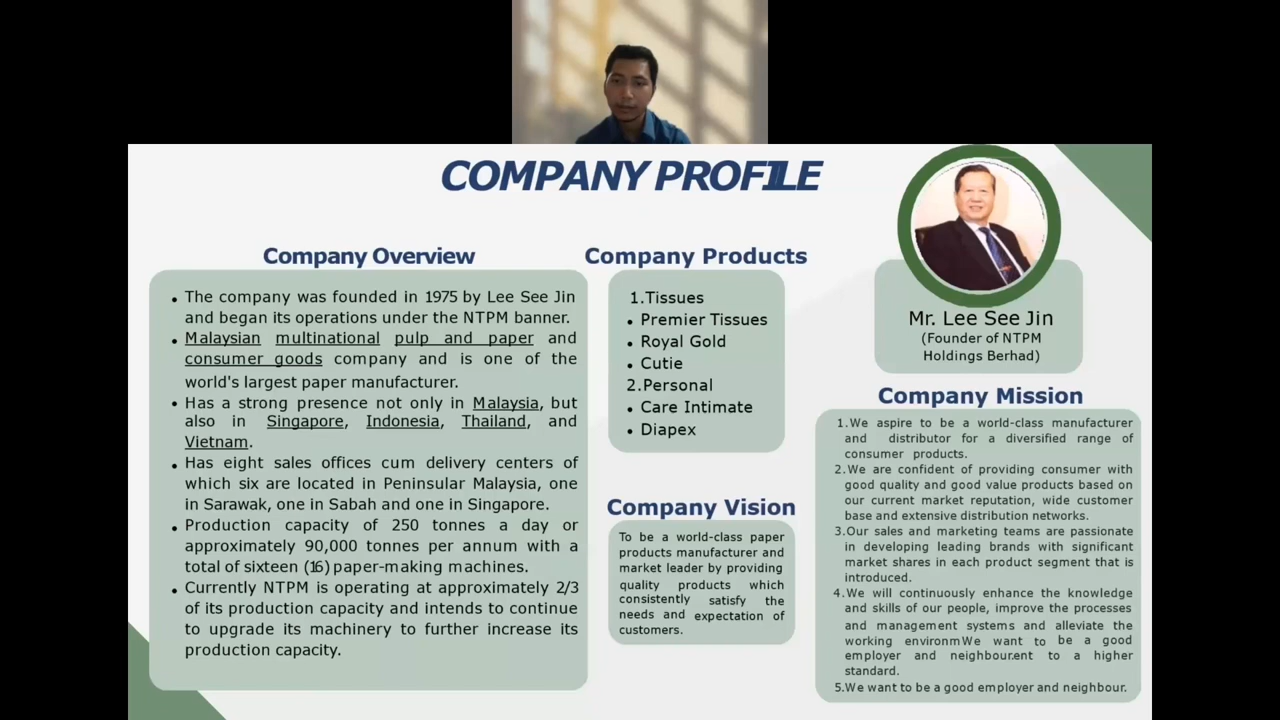 COMPANY PROFILE
Company Overview
• The company was founded in 1975 by Lee See Jin
and began its operations under the NTPM banner.
• Malaysian multinational pulp and paper and
consumer goods company and is one of the
world's largest paper manufacturer.
• Has a strong presence not only in Malaysia, but
also in Singapore, Indonesia, Thailand, and
Vietnam.
• Has eight sales offices cum delivery centers of
which six are located in Peninsular Malaysia, one
in Sarawak, one in Sabah and one in Singapore.
• Production capacity of 250 tonnes a day or
approximately 90,000 tonnes per annum with a
total of sixteen (16) paper-making machines.
• Currently NTPM is operating at approximately 2/3
of its production capacity and intends to continue
to upgrade its machinery to further increase its
production capacity.
Company Products
1.Tissues
• Premier Tissues
• Royal Gold
• Cutie
2.Personal
• Care Intimate
• Diapex
Company Vision
To be a world-class paper
products manufacturer and
market leader by providing
quality products which
consistently satisfy the
needs and expectation of
customers.
Mr. Lee See Jin
(Founder of NTPM
Holdings Berhad)
Company Mission
1.We aspire to be a world-class manufacturer
and distributor for a diversified range of
consumer products.
2.We are confident of providing consumer with
good quality and good value products based on
our current market reputation, wide customer
base and extensive distribution networks.
3.Our sales and marketing teams are passionate
in developing leading brands with significant
market shares in each product segment that is
introduced.
4.We will continuously enhance the knowledge
and skills of our people, improve the processes
and management systems and alleviate the
working environmWe want to be a good
employer and neighbour.ent to a higher
standard.
5.We want to be a good employer and neighbour.